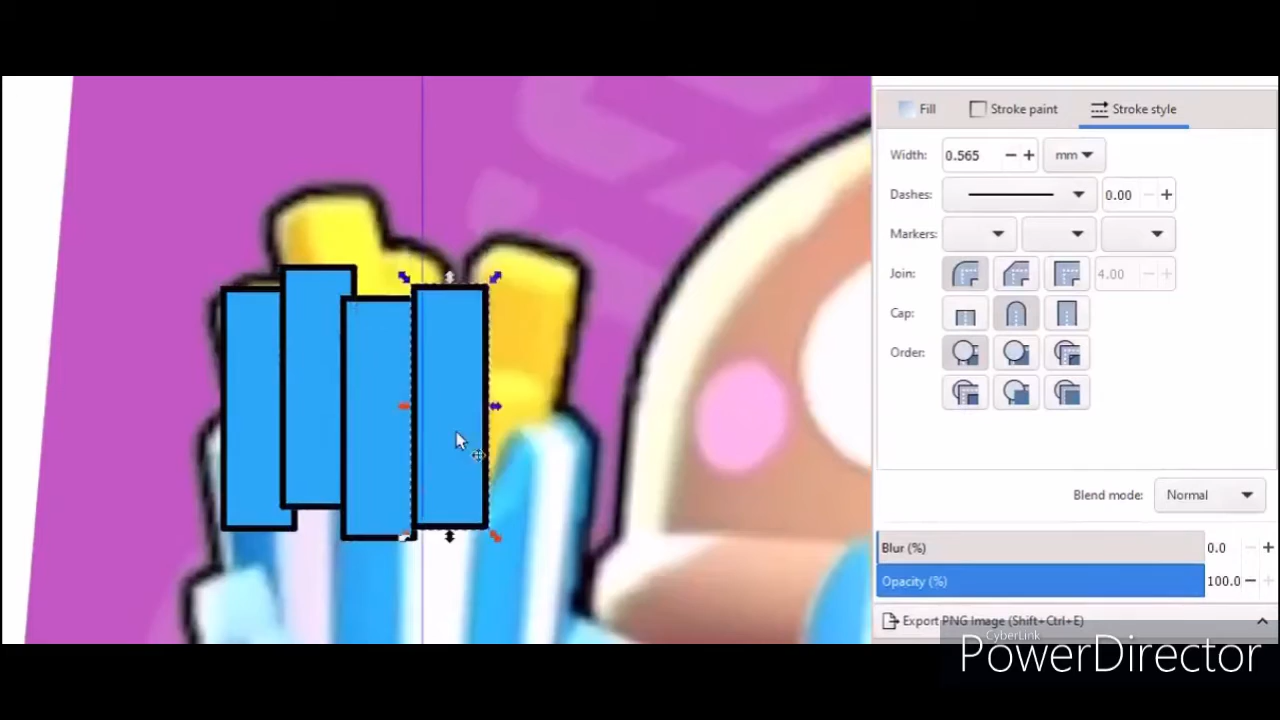 Fill Stroke paint Stroke style
Width: 0.565 mm
Dashes: 0.00
Markers:
Join: 4.00
Cap:
Order:
Blend mode: Normal
Blur (%) 0.0
Opacity (%) 100.0
Export PNG Image (Shift+Ctrl+E)
CyberLink
PowerDirector